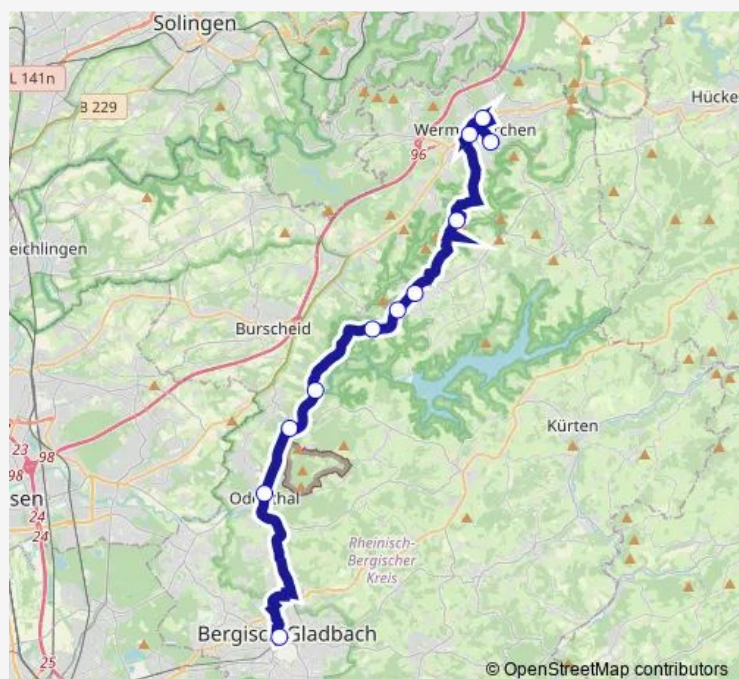 Solingen
L 141n
B 229
Hücke
Werm
rchen
96
eichlingen
Burscheid
Kürten
23
98
98
sen
24
24
Od
thal
Rheinisch-
Bergischer
Kreis
Bergisc
Gladbach
25
© OpenStreetMap contributors